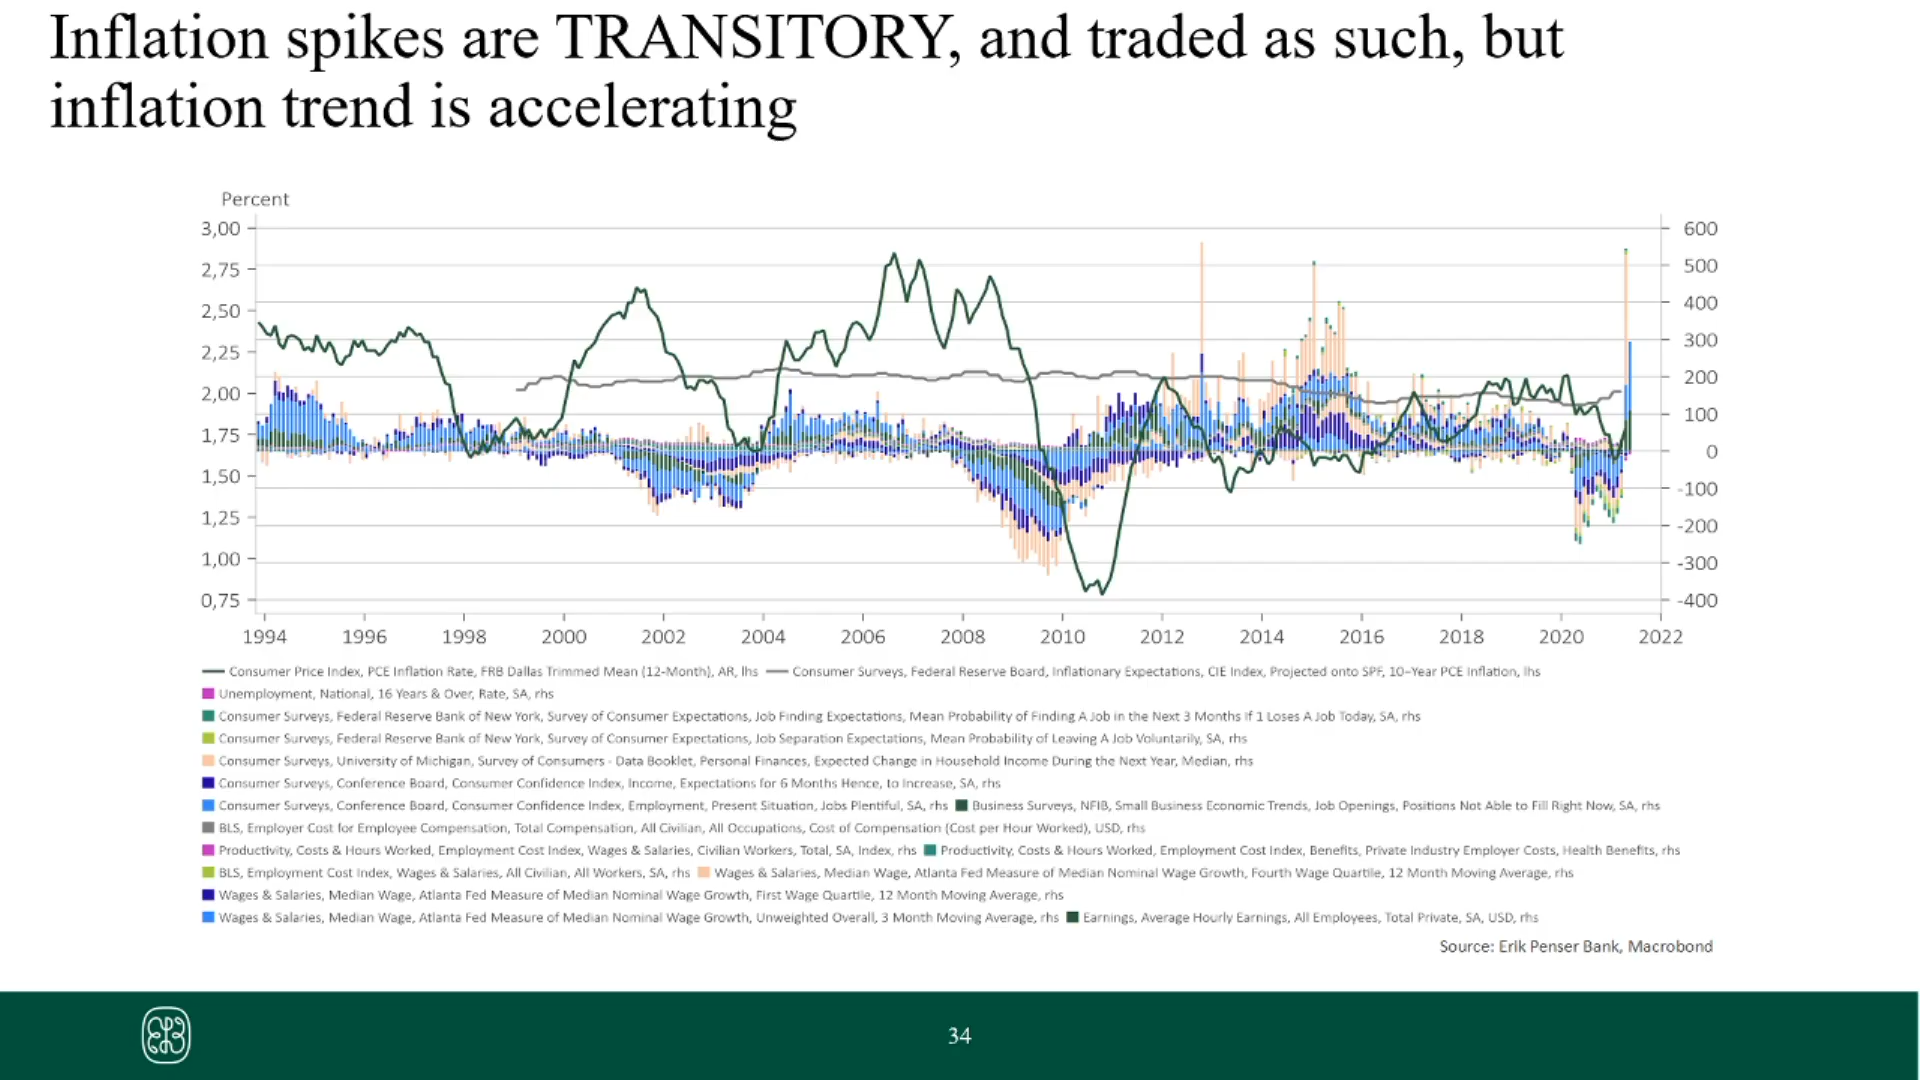 Inflation spikes are TRANSITORY, and traded as such, but
inflation trend is accelerating
Percent
3,00
2,75
2,50
2,25
2,00
1,75
1,50
1,25
1,00
0,75
600
500
400
300
200
100
0
-100
-200
-300
-400
1994 1996 1998 2000 2002 2004 2006 2008 2010 2012 2014 2016 2018 2020 2022
Consumer Price Index, PCE Inflation Rate, FRB Dallas Trimmed Mean (12-Month), AR, lhs Consumer Surveys, Federal Reserve Board, Inflationary Expectations, CIE Index, Projected onto SPF, 10–Year PCE Inflation, lhs
Unemployment, National, 16 Years & Over, Rate, SA, rhs
Consumer Surveys, Federal Reserve Bank of New York, Survey of Consumer Expectations, Job Finding Expectations, Mean Probability of Finding A Job in the Next 3 Months If 1 Loses A Job Today, SA, rhs
Consumer Surveys, Federal Reserve Bank of New York, Survey of Consumer Expectations, Job Separation Expectations, Mean Probability of Leaving A Job Voluntarily, SA, rhs
Consumer Surveys, University of Michigan, Survey of Consumers - Data Booklet, Personal Finances, Expected Change in Household Income During the Next Year, Median, rhs
Consumer Surveys, Conference Board, Consumer Confidence Index, Income, Expectations for 6 Months Hence, to Increase, SA, rhs
Consumer Surveys, Conference Board, Consumer Confidence Index, Employment, Present Situation, Jobs Plentiful, SA, rhs Business Surveys, NFIB, Small Business Economic Trends, Job Openings, Positions Not Able to Fill Right Now, SA, rhs
BLS, Employer Cost for Employee Compensation, Total Compensation, All Civilian, All Occupations, Cost of Compensation (Cost per Hour Worked), USD, rhs
Productivity, Costs & Hours Worked, Employment Cost Index, Wages & Salaries, Civilian Workers, Total, SA, Index, rhs Productivity, Costs & Hours Worked, Employment Cost Index, Benefits, Private Industry Employer Costs, Health Benefits, rhs
BLS, Employment Cost Index, Wages & Salaries, All Civilian, All Workers, SA, rhs Wages & Salaries, Median Wage, Atlanta Fed Measure of Median Nominal Wage Growth, Fourth Wage Quartile, 12 Month Moving Average, rhs
Wages & Salaries, Median Wage, Atlanta Fed Measure of Median Nominal Wage Growth, First Wage Quartile, 12 Month Moving Average, rhs
Wages & Salaries, Median Wage, Atlanta Fed Measure of Median Nominal Wage Growth, Unweighted Overall, 3 Month Moving Average, rhs Earnings, Average Hourly Earnings, All Employees, Total Private, SA, USD, rhs
Source: Erik Penser Bank, Macrobond
34